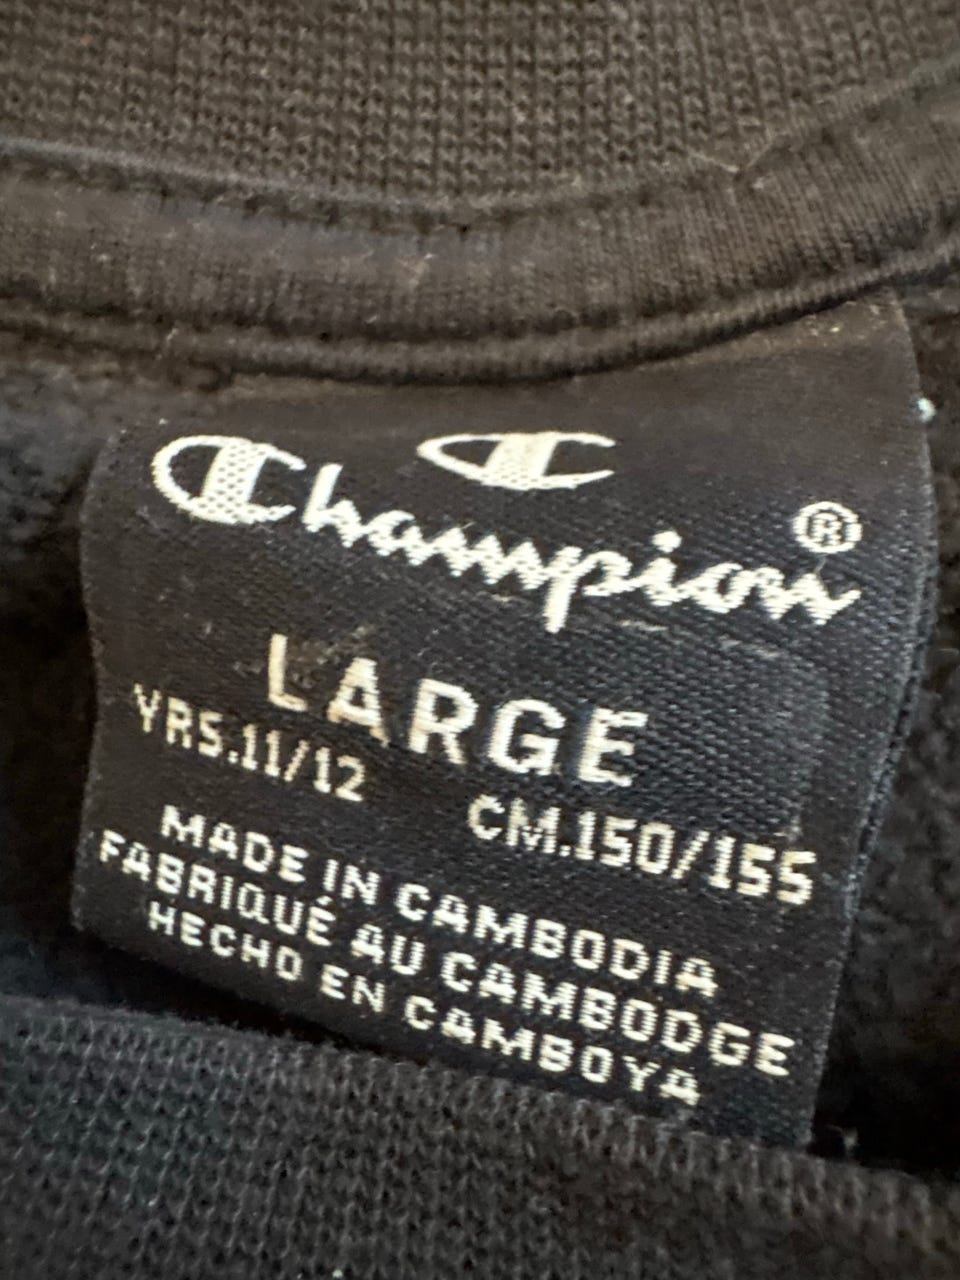 Champion®
LARGE
YRS.11/12 CM.150/155
MADE IN CAMBODIA
FABRIQUÉ AU CAMBODGE
HECHO EN CAMBOYA